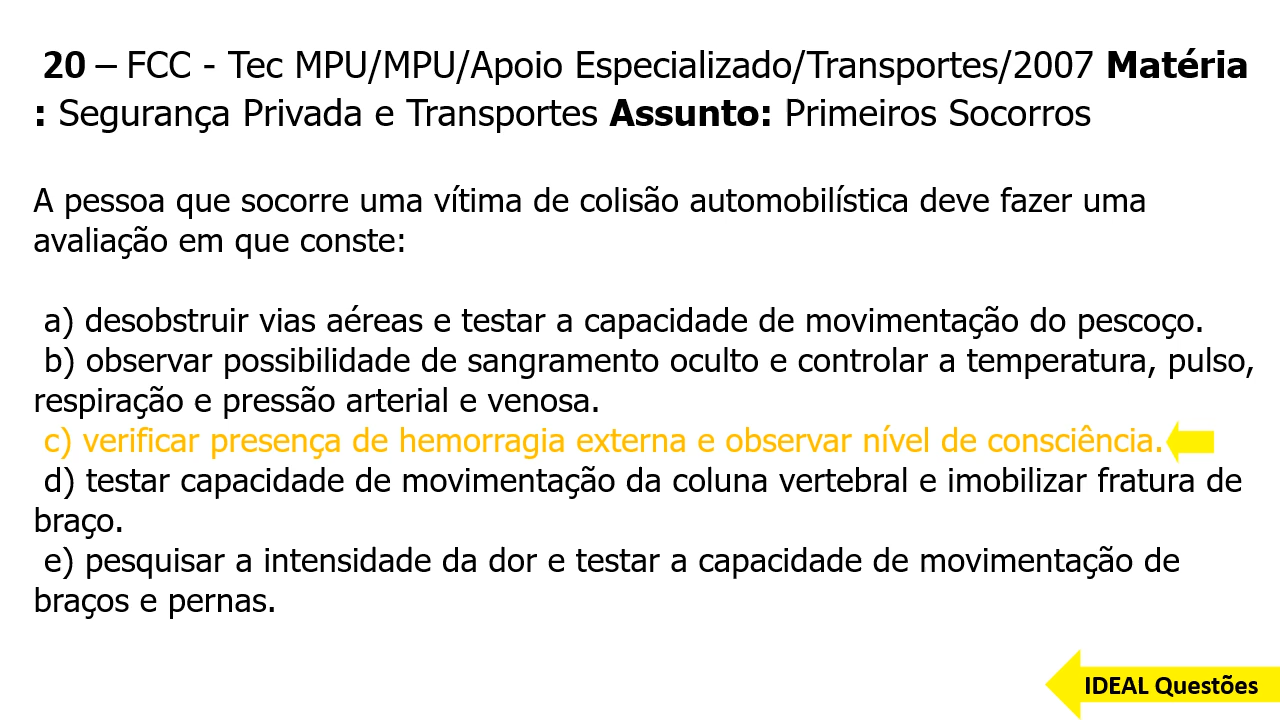 20 – FCC - Tec MPU/MPU/Apoio Especializado/Transportes/2007 Matéria
: Segurança Privada e Transportes Assunto: Primeiros Socorros
A pessoa que socorre uma vítima de colisão automobilística deve fazer uma
avaliação em que conste:
a) desobstruir vias aéreas e testar a capacidade de movimentação do pescoço.
b) observar possibilidade de sangramento oculto e controlar a temperatura, pulso,
respiração e pressão arterial e venosa.
c) verificar presença de hemorragia externa e observar nível de consciência.
d) testar capacidade de movimentação da coluna vertebral e imobilizar fratura de
braço.
e) pesquisar a intensidade da dor e testar a capacidade de movimentação de
braços e pernas.
IDEAL Questões